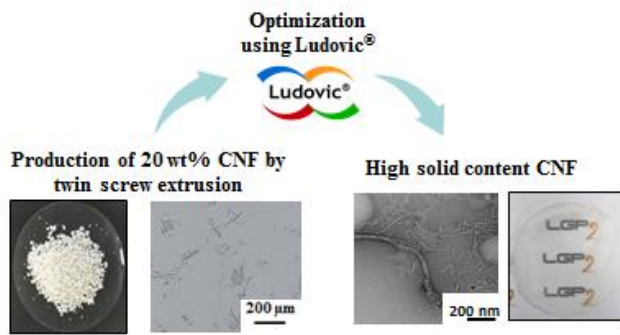 Optimization
using Ludovic®
Ludovic®
Production of 20 wt% CNF by
twin screw extrusion
High solid content CNF
200 µm
200 nm
LGP2
LGP2
LGP2